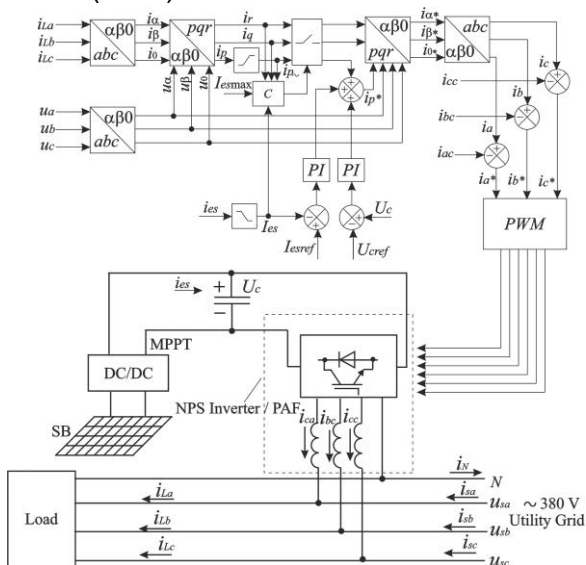 iLa iα ir iα* ic
iLb αβ0 iβ pqr iq αβ0 iβ* αβ0 abc
iLc abc i0 αβ0 ip ip~ pqr i0* abc icc
uα uβ u0 Iesmax C ip* ib
ua αβ0 ibc
ub abc ia
uc iac
PI PI ia* ib* ic*
ies Ies Uc PWM
Iesref Ucref
ies + Uc
−
MPPT
DC/DC
NPS Inverter / PAF
SB ica ibc icc
iN
N
iLa isa usa ~ 380 V
Load iLb isb usb Utility Grid
iLc isc usc